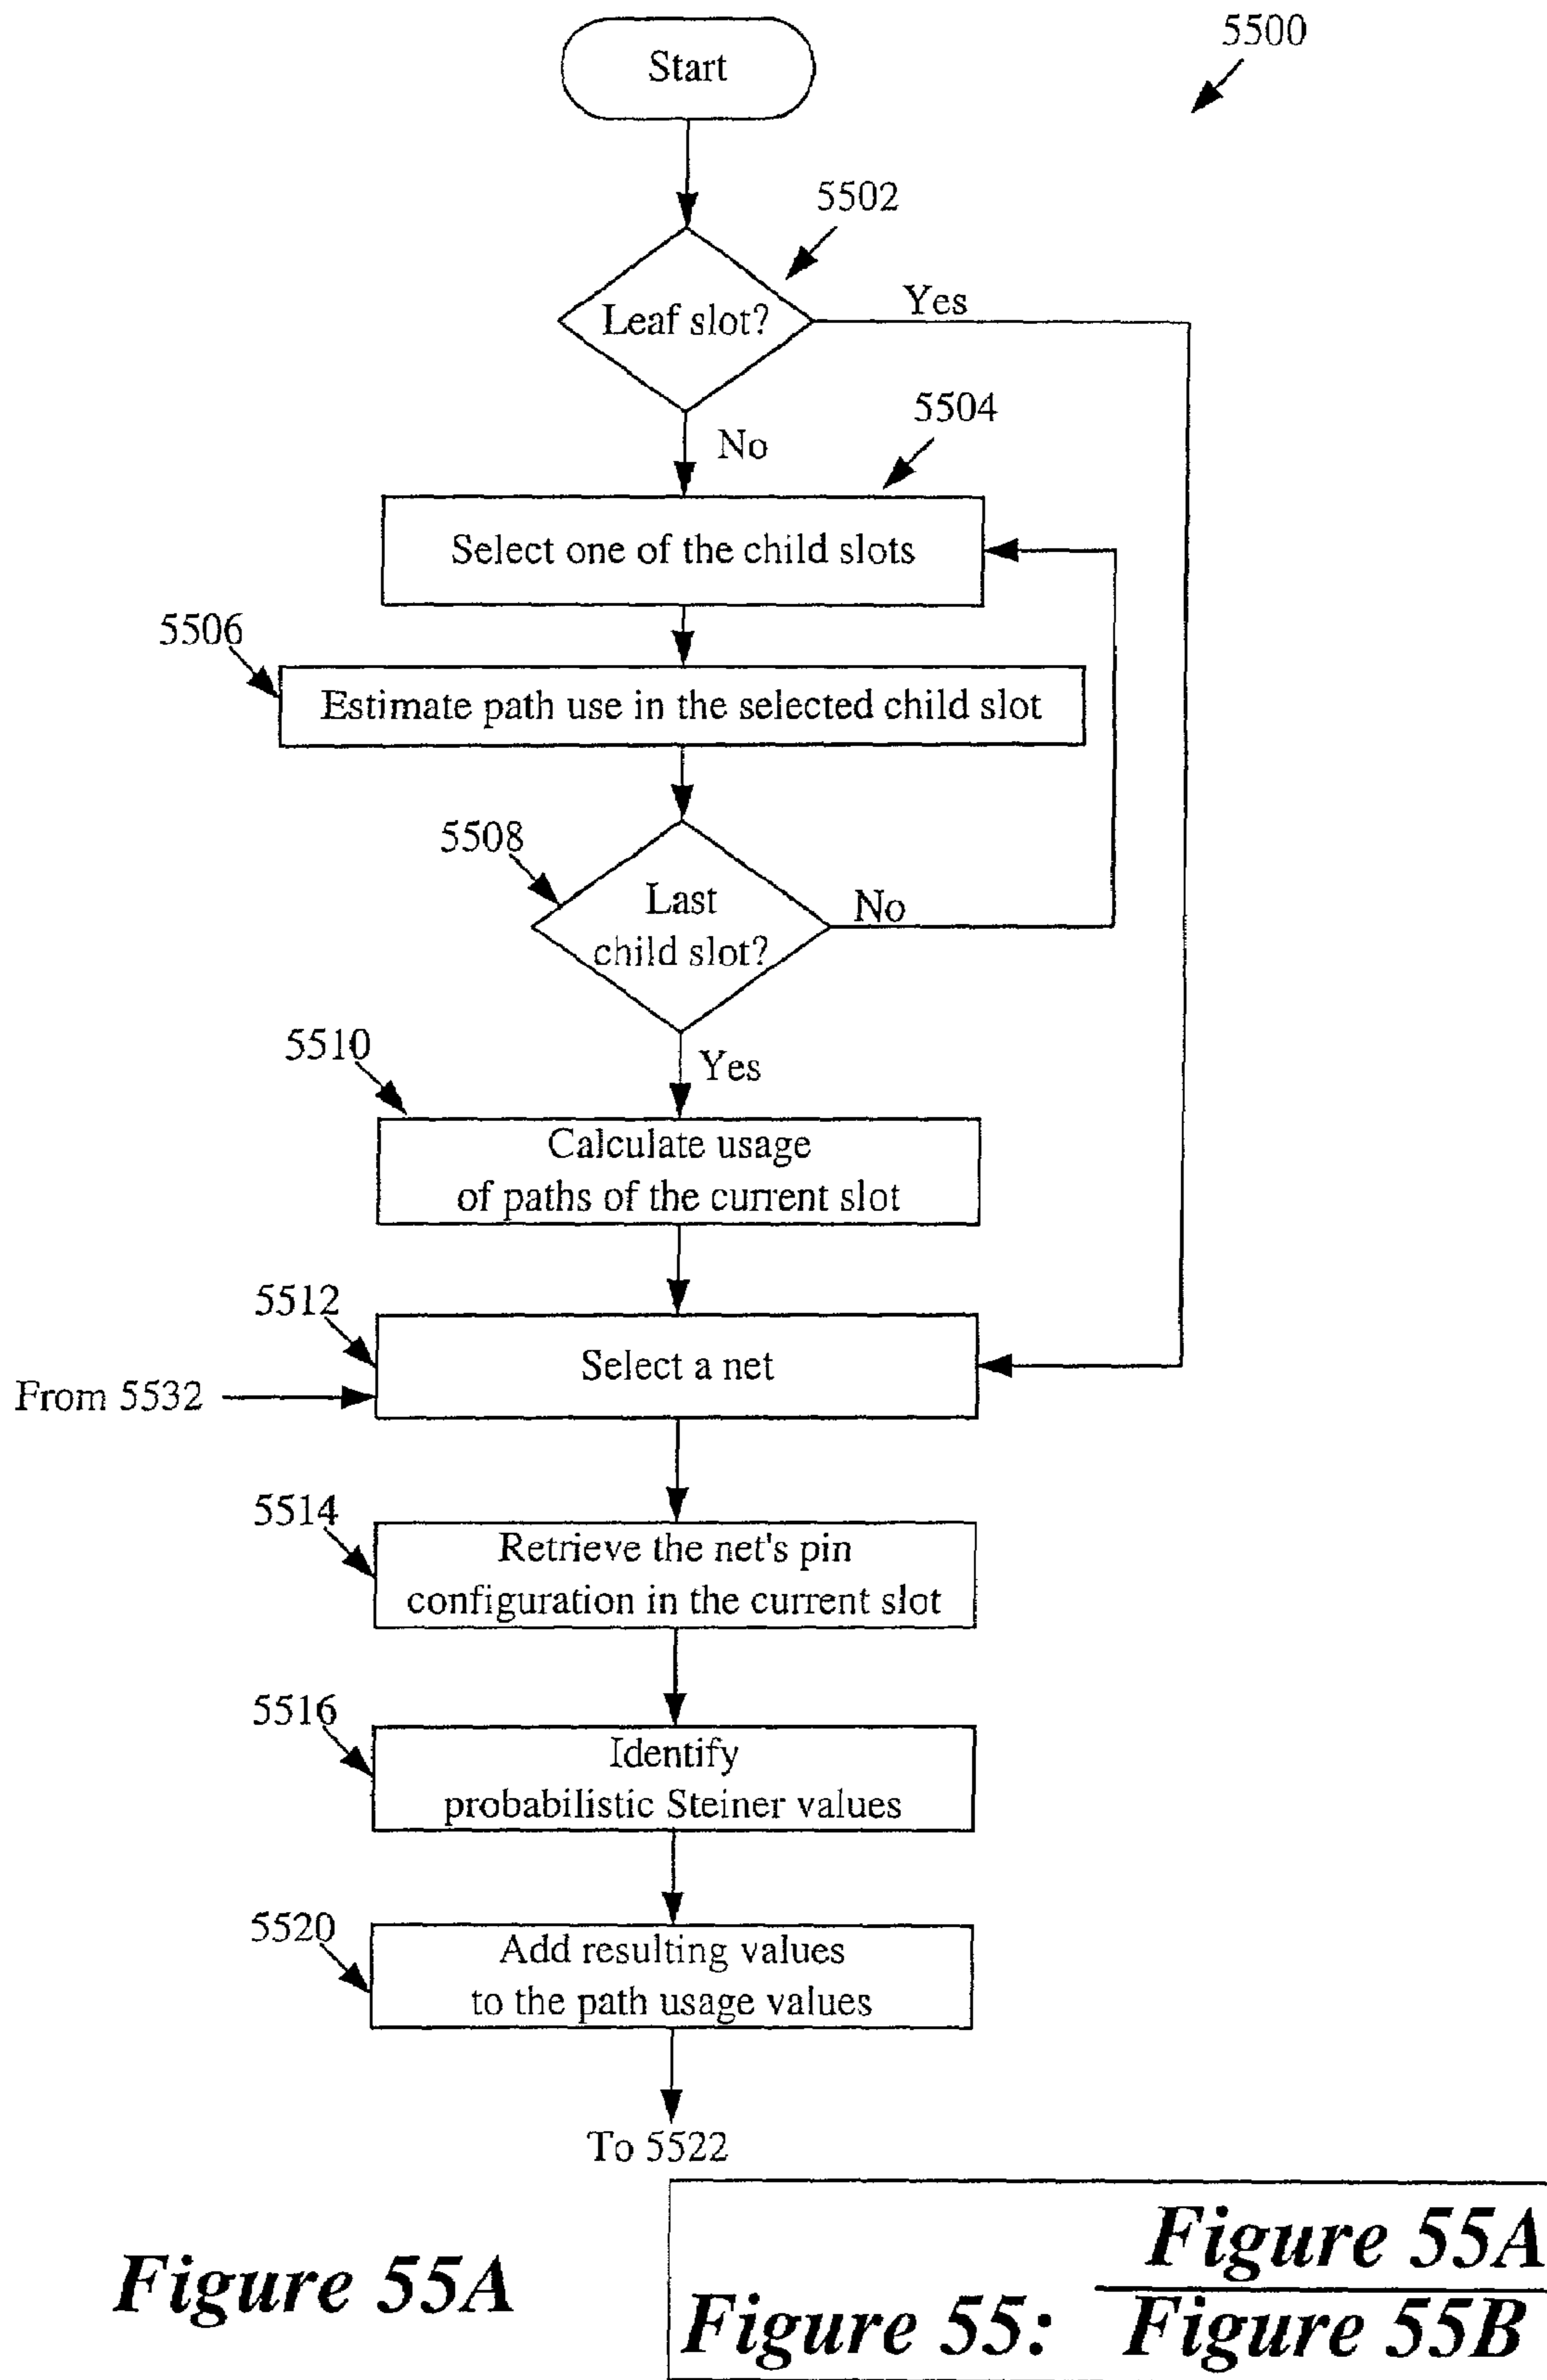 5500
Start
5502
Leaf slot?
Yes
No
5504
Select one of the child slots
5506
Estimate path use in the selected child slot
5508
Last
child slot?
No
Yes
5510
Calculate usage
of paths of the current slot
5512
Select a net
From 5532
5514
Retrieve the net's pin
configuration in the current slot
5516
Identify
probabilistic Steiner values
5520
Add resulting values
to the path usage values
To 5522
Figure 55A
Figure 55A
Figure 55:
Figure 55B